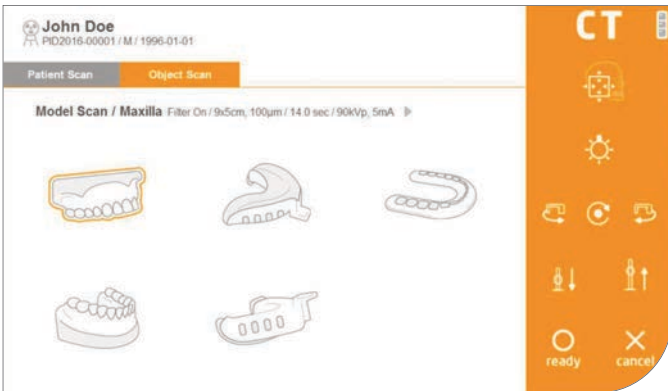 John Doe
PID2016-00001 / M / 1996-01-01
CT
Patient Scan
Object Scan
Model Scan / Maxilla Filter On / 9x5cm, 100μm / 14.0 sec / 90kVp, 5mA
ready
cancel